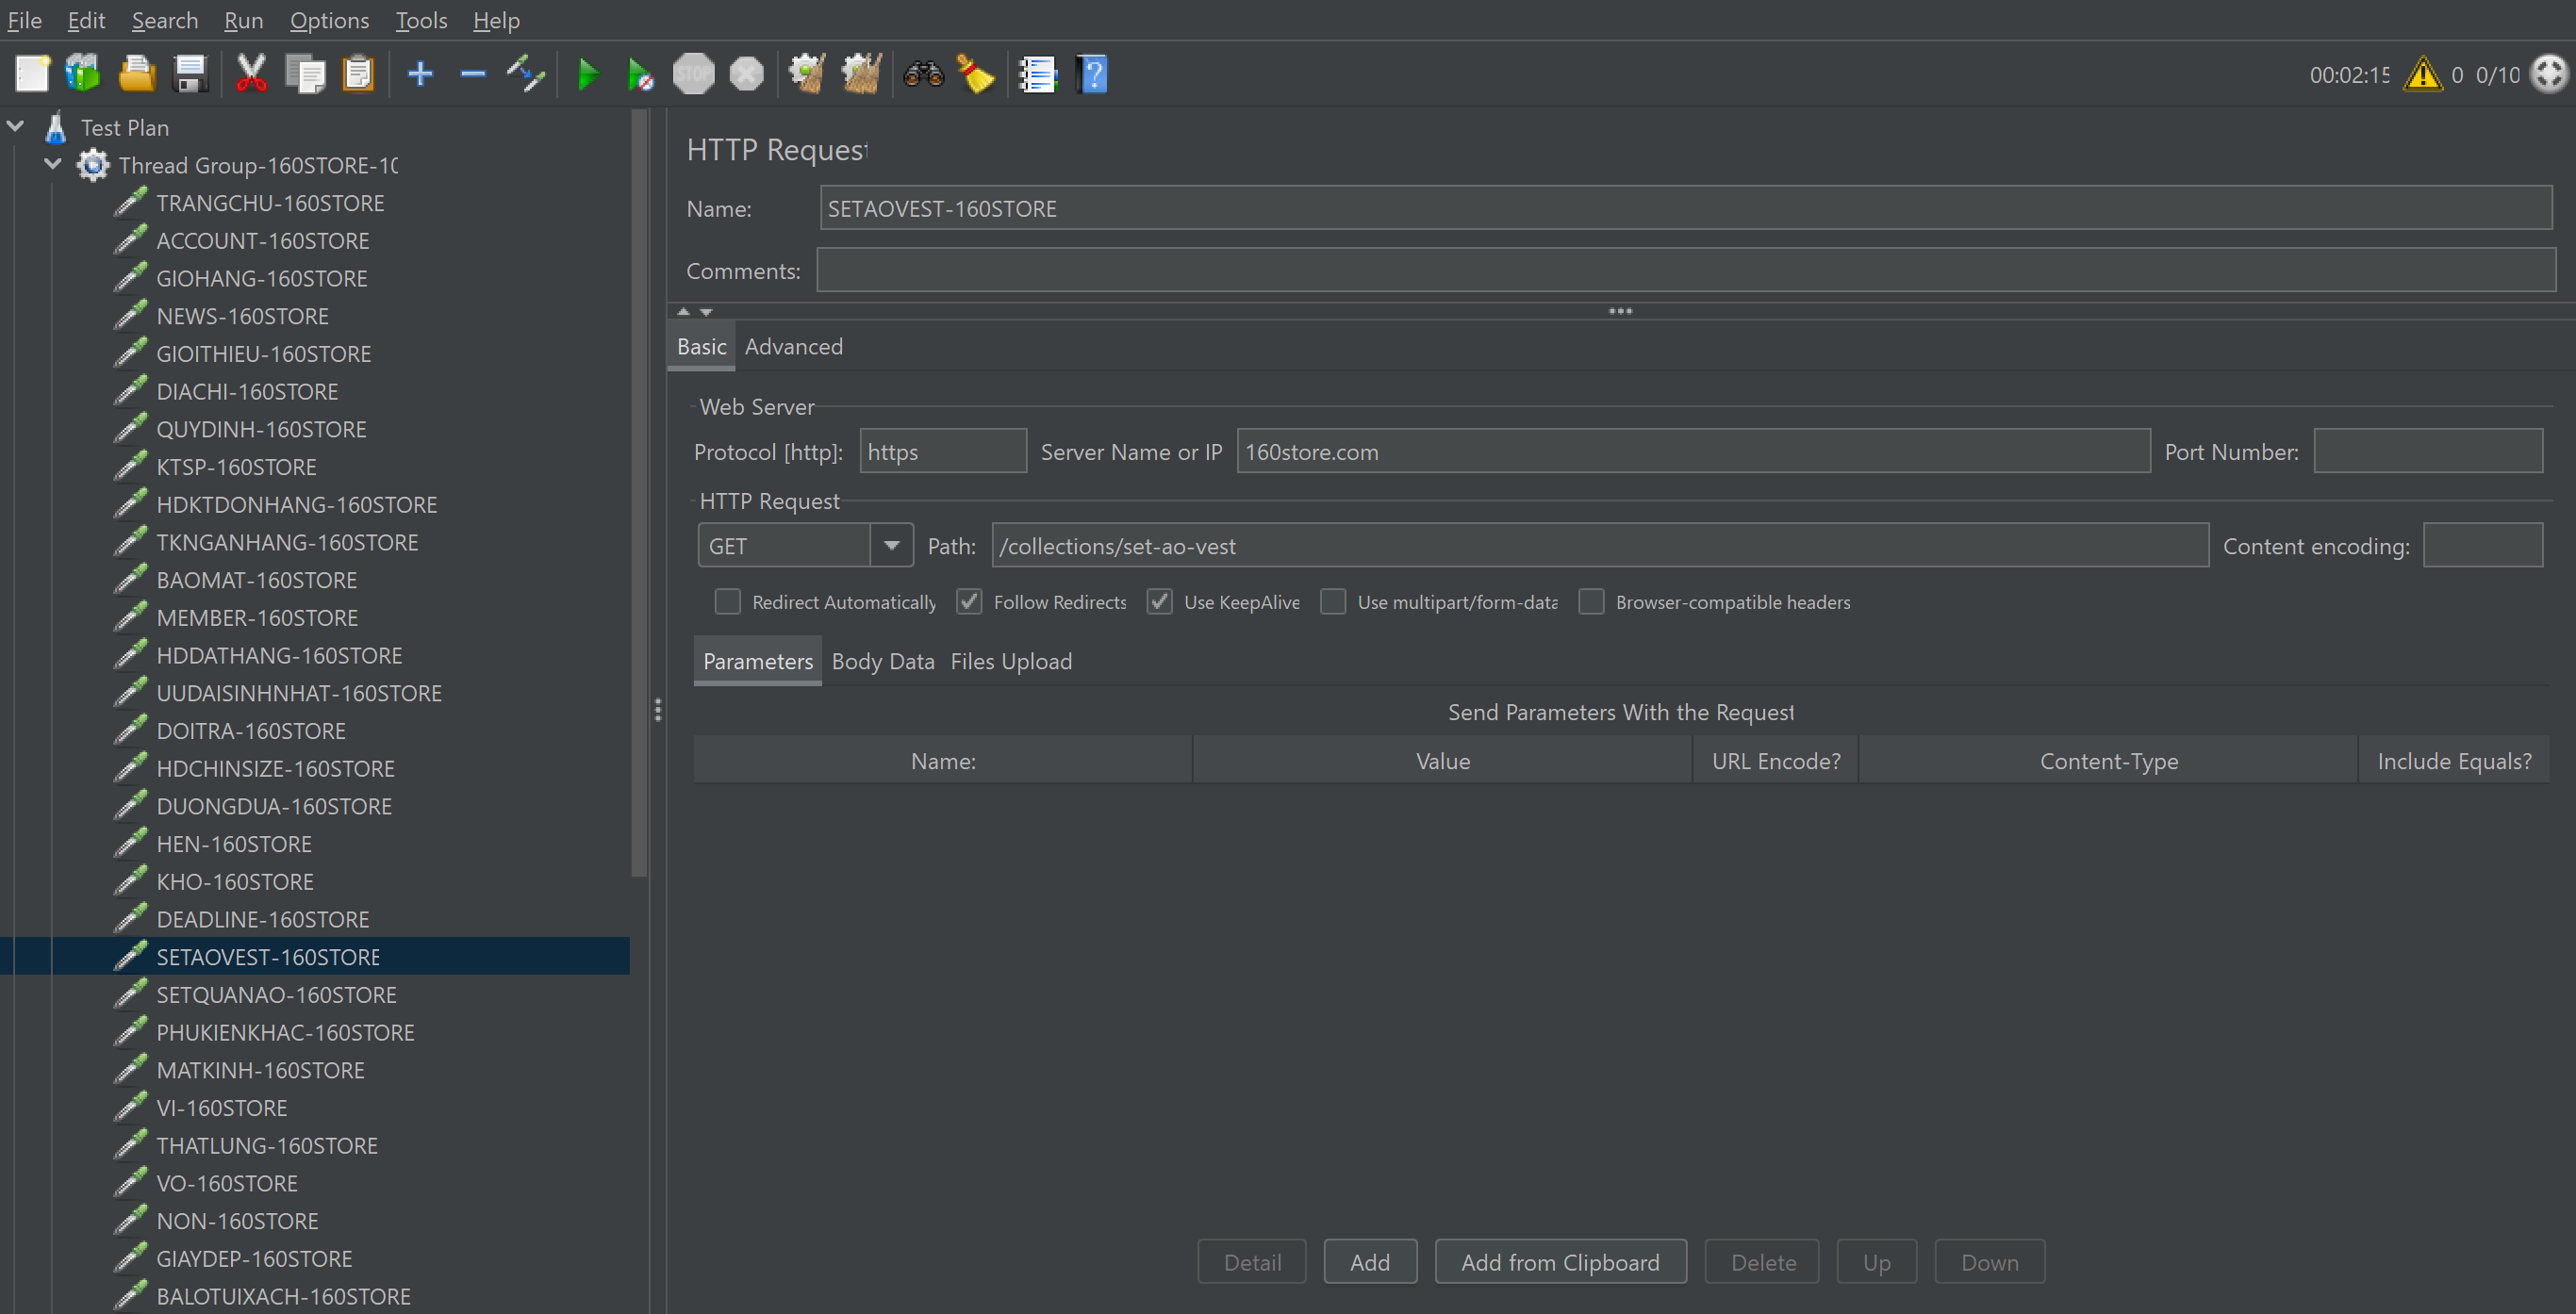 File Edit Search Run Options Tools Help
00:02:15 0 0/10
Test Plan
Thread Group-160STORE-10
TRANGCHU-160STORE
ACCOUNT-160STORE
GIOHANG-160STORE
NEWS-160STORE
GIOITHIEU-160STORE
DIACHI-160STORE
QUYDINH-160STORE
KTSP-160STORE
HDKTDONHANG-160STORE
TKNGANHANG-160STORE
BAOMAT-160STORE
MEMBER-160STORE
HDDATHANG-160STORE
UUDAISINHNHAT-160STORE
DOITRA-160STORE
HDCHINSIZE-160STORE
DUONGDUA-160STORE
HEN-160STORE
KHO-160STORE
DEADLINE-160STORE
SETAOVEST-160STORE
SETQUANAO-160STORE
PHUKIENKHAC-160STORE
MATKINH-160STORE
VI-160STORE
THATLUNG-160STORE
VO-160STORE
NON-160STORE
GIAYDEP-160STORE
BALOTUIXACH-160STORE
HTTP Request
Name: SETAOVEST-160STORE
Comments:
Basic Advanced
Web Server
Protocol [http]: https Server Name or IP 160store.com Port Number:
HTTP Request
GET Path: /collections/set-ao-vest Content encoding:
Redirect Automatically Follow Redirects Use KeepAlive Use multipart/form-data Browser-compatible headers
Parameters Body Data Files Upload
Send Parameters With the Request
Name: Value URL Encode? Content-Type Include Equals?
Detail Add Add from Clipboard Delete Up Down